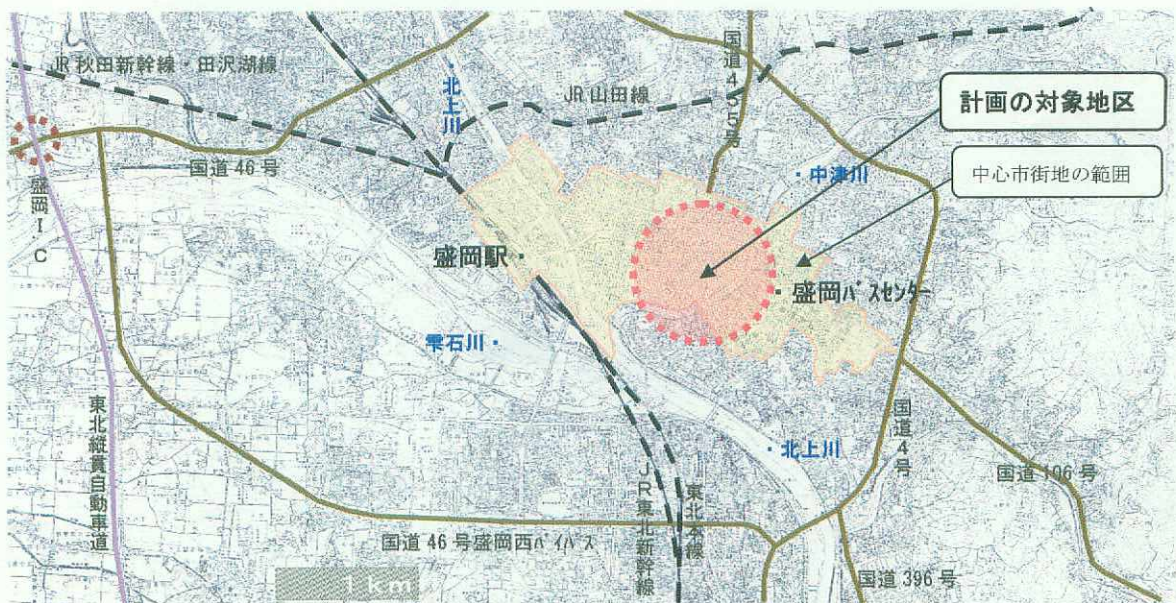 JR秋田新幹線・田沢湖線
北上川
JR山田線
国道455号
計画の対象地区
中津川
中心市街地の範囲
国道46号
盛岡IC
盛岡駅
盛岡バスセンター
雫石川
東北縦貫自動車道
国道4号
北上川
国道106号
JR東北新幹線
東北本線
国道46号盛岡西バイパス
1km
国道396号